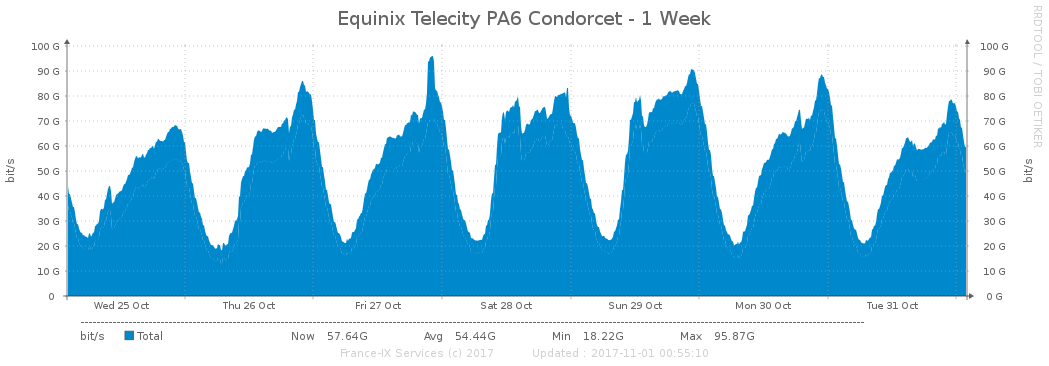 Equinix Telecity PA6 Condorcet - 1 Week
RRDTOOL / TOBI OETIKER
100 G 100 G
90 G 90 G
80 G 80 G
70 G 70 G
60 G 60 G
50 G 50 G
40 G 40 G
30 G 30 G
20 G 20 G
10 G 10 G
0 0 G
bit/s bit/s
Wed 25 Oct Thu 26 Oct Fri 27 Oct Sat 28 Oct Sun 29 Oct Mon 30 Oct Tue 31 Oct
bit/s Total Now 57.64G Avg 54.44G Min 18.22G Max 95.87G
France-IX Services (c) 2017 Updated : 2017-11-01 00:55:10